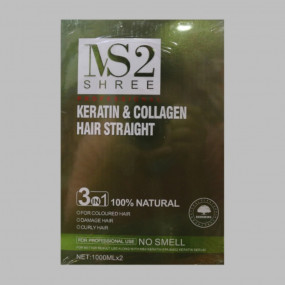 MS2
SHREE
KERATIN & COLLAGEN
HAIR STRAIGHT
3 IN 1 100% NATURAL
FOR COLOURED HAIR
DAMAGE HAIR
CURLY HAIR
FOR PROFESSIONAL USE NO SMELL
NET:1000MLx2